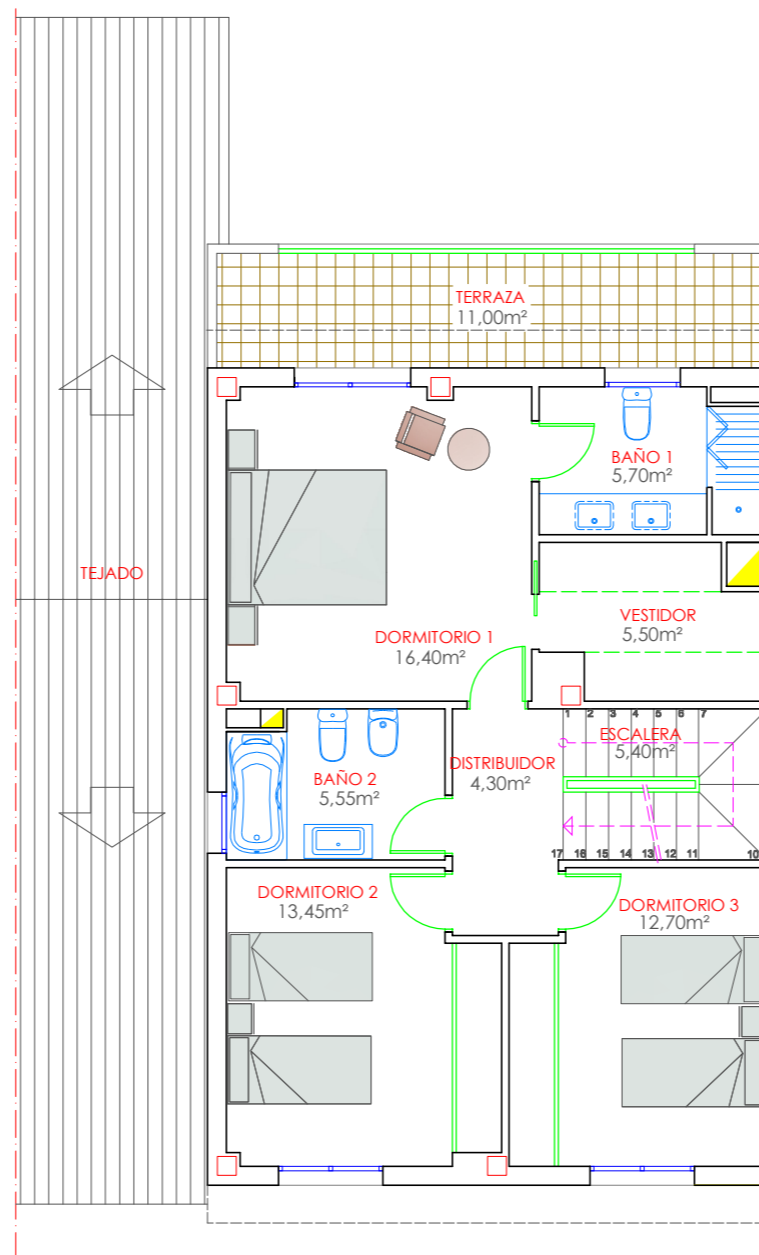 TERRAZA
11,00m²
BAÑO 1
5,70m²
TEJADO
VESTIDOR
5,50m²
DORMITORIO 1
16,40m²
1 2 3 4 5 6 7
ESCALERA
5,40m²
DISTRIBUIDOR
4,30m²
BAÑO 2
5,55m²
17 16 15 14 13 12 11 10
DORMITORIO 2
13,45m²
DORMITORIO 3
12,70m²